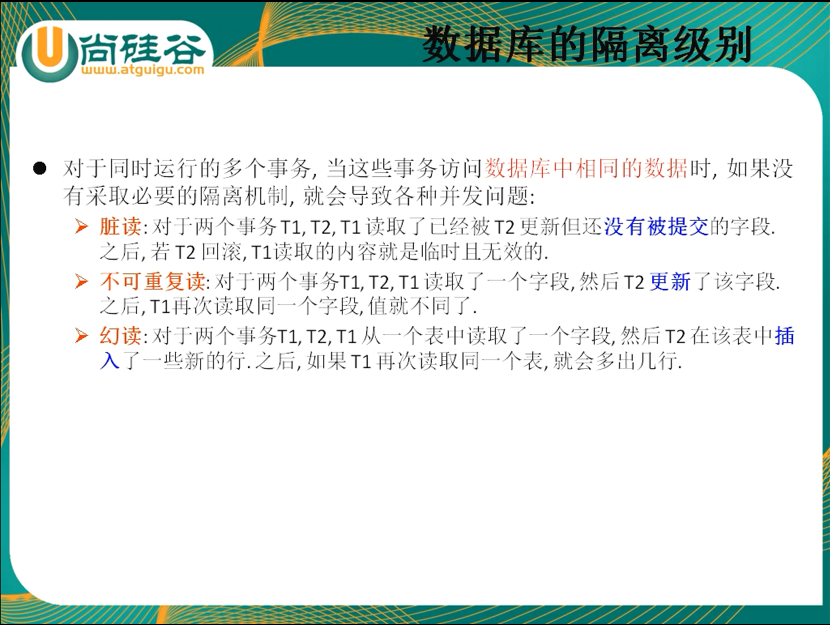 尚硅谷
www.atguigu.com
数据库的隔离级别
● 对于同时运行的多个事务, 当这些事务访问数据库中相同的数据时, 如果没
有采取必要的隔离机制, 就会导致各种并发问题:
➢ 脏读: 对于两个事务 T1, T2, T1 读取了已经被 T2 更新但还没有被提交的字段.
之后, 若 T2 回滚, T1读取的内容就是临时且无效的.
➢ 不可重复读: 对于两个事务T1, T2, T1 读取了一个字段, 然后 T2 更新了该字段.
之后, T1再次读取同一个字段, 值就不同了.
➢ 幻读: 对于两个事务T1, T2, T1 从一个表中读取了一个字段, 然后 T2 在该表中插
入了一些新的行. 之后, 如果 T1 再次读取同一个表, 就会多出几行.